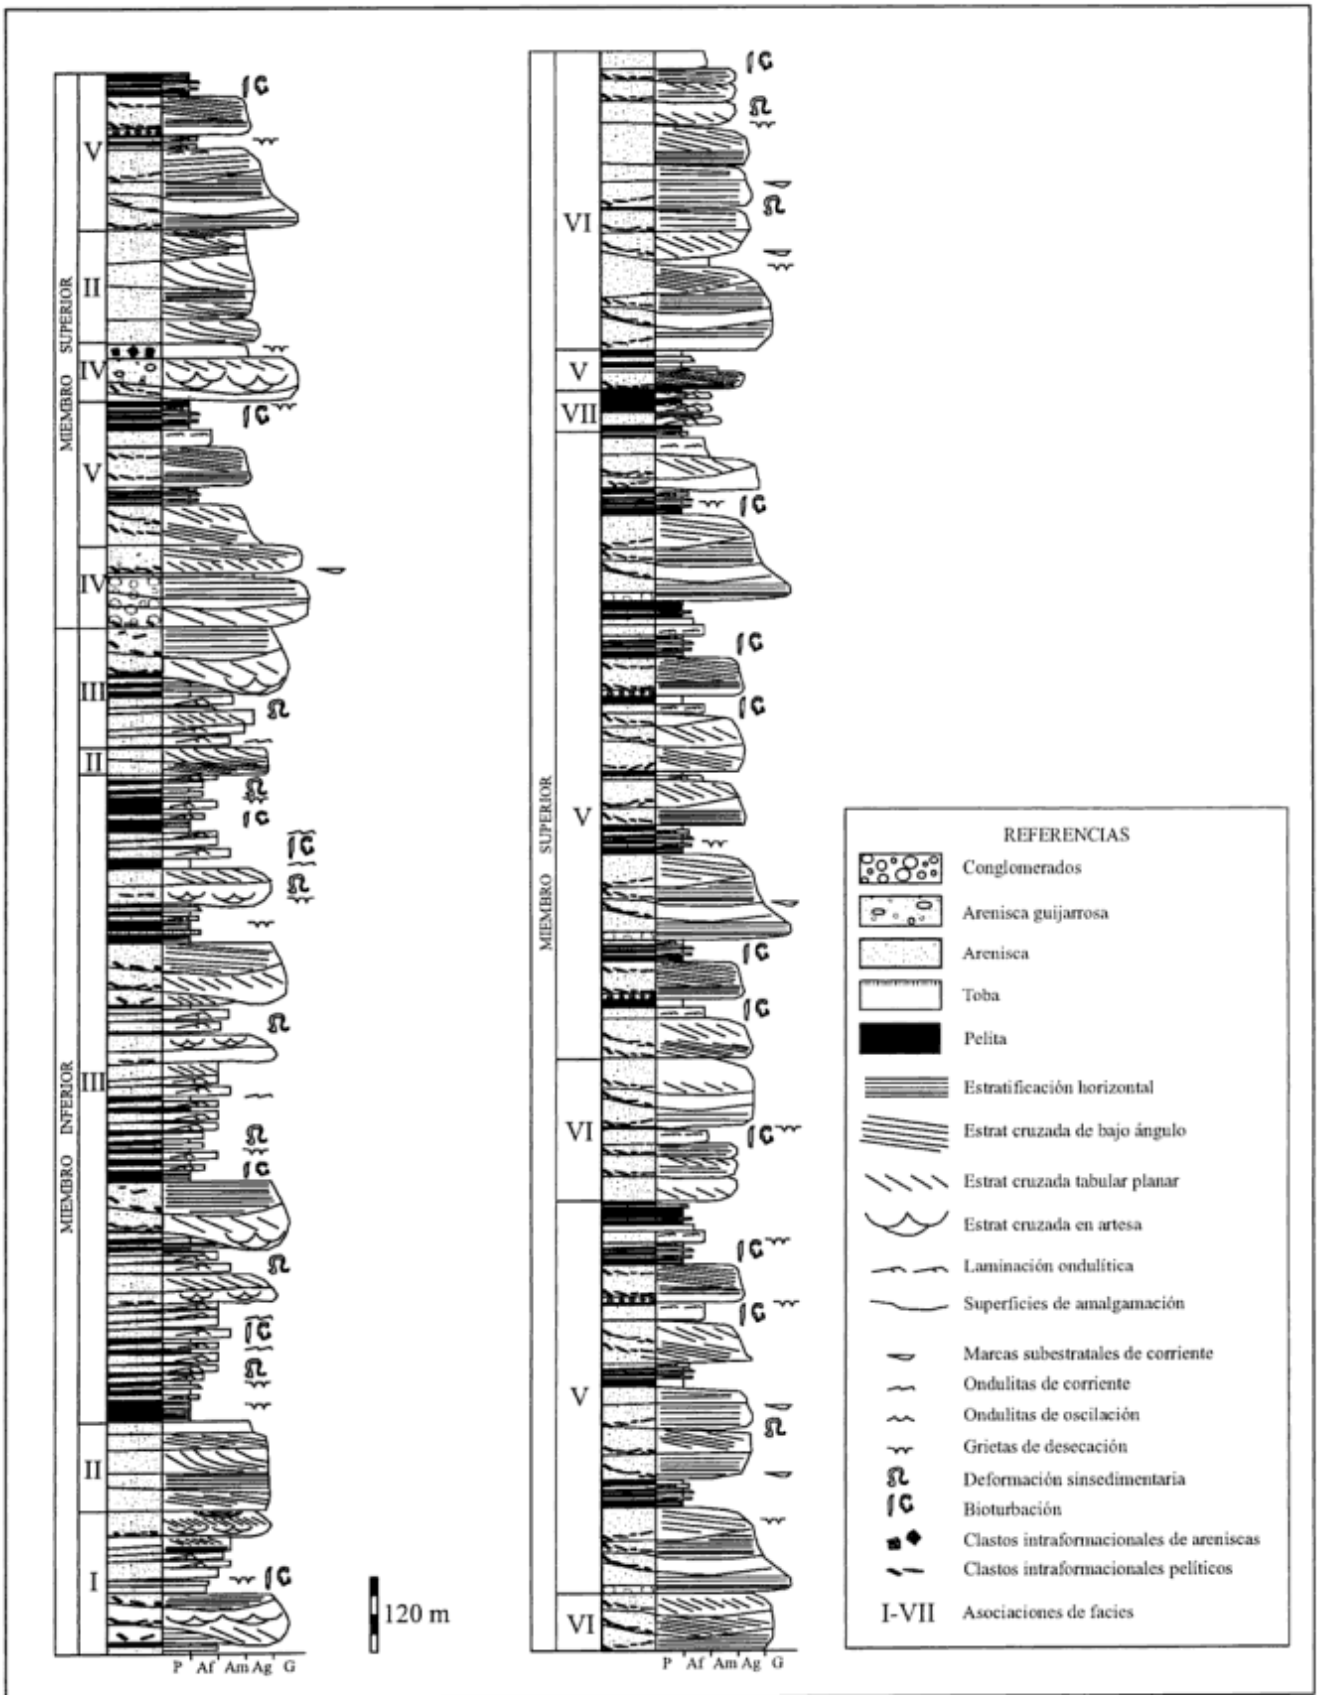 V
II
IV
V
IV
III
II
III
II
I
MIEMBRO SUPERIOR
MIEMBRO INFERIOR
P Af Am Ag G
120 m
VI
V
VII
V
VI
V
VI
MIEMBRO SUPERIOR
P Af Am Ag G
REFERENCIAS
Conglomerados
Arenisca guijarrosa
Arenisca
Toba
Pelita
Estratificación horizontal
Estrat cruzada de bajo ángulo
Estrat cruzada tabular planar
Estrat cruzada en artesa
Laminación ondulítica
Superficies de amalgamación
Marcas subestratales de corriente
Ondulitas de corriente
Ondulitas de oscilación
Grietas de desecación
Deformación sinsedimentaria
Bioturbación
Clastos intraformacionales de areniscas
Clastos intraformacionales pelíticos
I-VII Asociaciones de facies